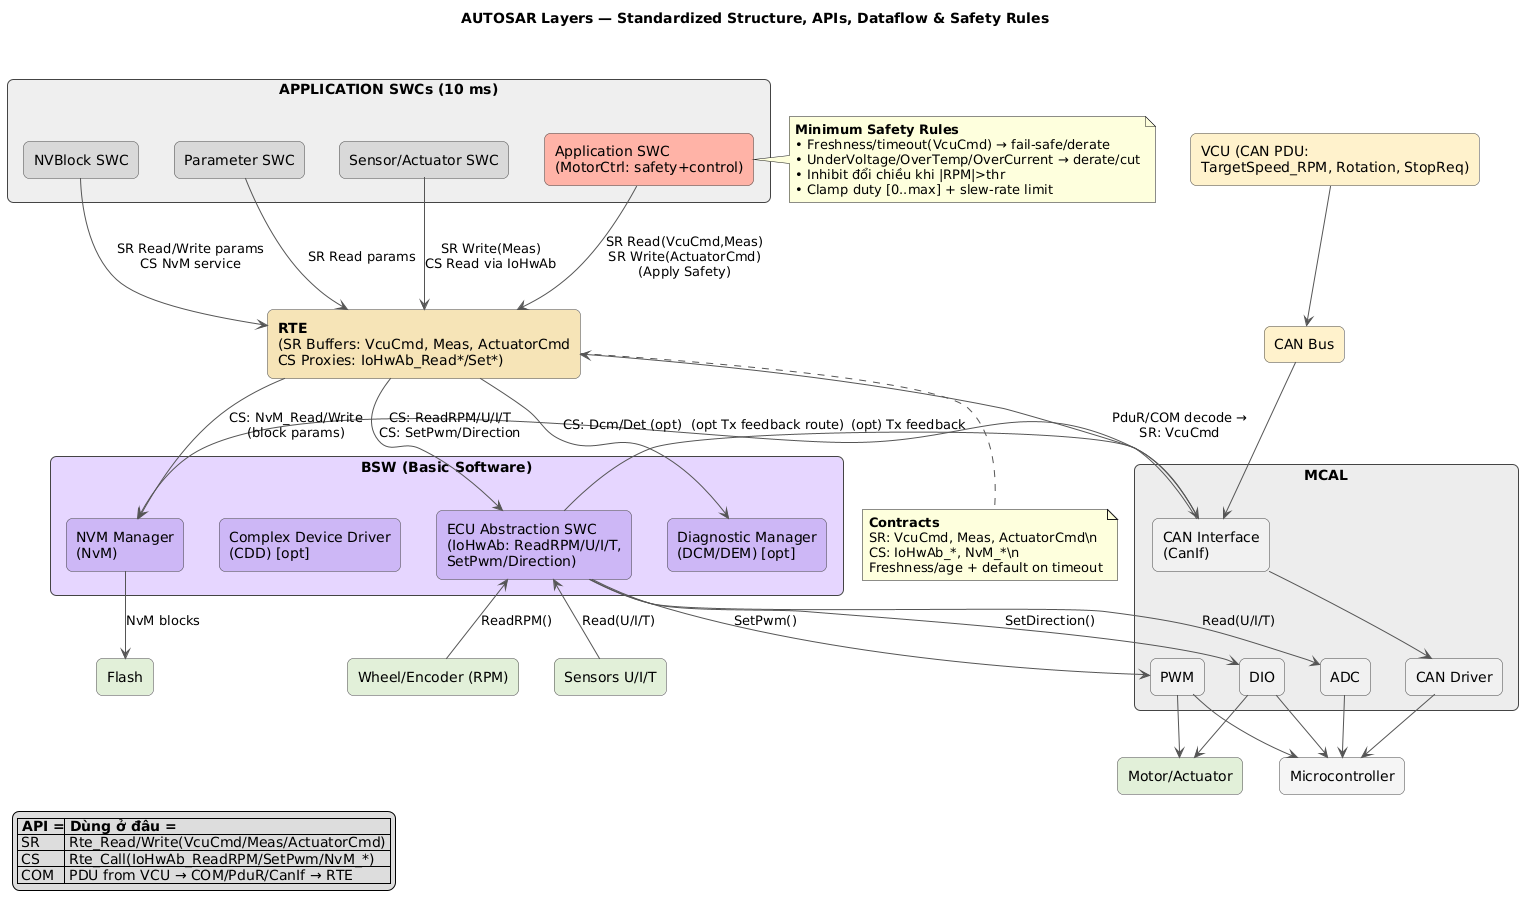 AUTOSAR Layers — Standardized Structure, APIs, Dataflow & Safety Rules
APPLICATION SWCs (10 ms)
NVBlock SWC
Parameter SWC
Sensor/Actuator SWC
Application SWC
(MotorCtrl: safety+control)
Minimum Safety Rules
• Freshness/timeout(VcuCmd) → fail-safe/derate
• UnderVoltage/OverTemp/OverCurrent → derate/cut
• Inhibit đổi chiều khi |RPM|>thr
• Clamp duty [0..max] + slew-rate limit
VCU (CAN PDU:
TargetSpeed_RPM, Rotation, StopReq)
SR Read/Write params
CS NvM service
SR Read params
SR Write(Meas)
CS Read via IoHwAb
SR Read(VcuCmd,Meas)
SR Write(ActuatorCmd)
(Apply Safety)
RTE
(SR Buffers: VcuCmd, Meas, ActuatorCmd
CS Proxies: IoHwAb_Read*/Set*)
CAN Bus
CS: NvM_Read/Write
(block params)
CS: ReadRPM/U/I/T
CS: SetPwm/Direction
CS: Dcm/Det (opt)
(opt Tx feedback route)
(opt) Tx feedback
PduR/COM decode →
SR: VcuCmd
BSW (Basic Software)
NVM Manager
(NvM)
Complex Device Driver
(CDD) [opt]
ECU Abstraction SWC
(IoHwAb: ReadRPM/U/I/T,
SetPwm/Direction)
Diagnostic Manager
(DCM/DEM) [opt]
Contracts
SR: VcuCmd, Meas, ActuatorCmd\n
CS: IoHwAb_*, NvM_*\n
Freshness/age + default on timeout
MCAL
CAN Interface
(CanIf)
NvM blocks
ReadRPM()
Read(U/I/T)
SetPwm()
SetDirection()
Read(U/I/T)
Flash
Wheel/Encoder (RPM)
Sensors U/I/T
PWM
DIO
ADC
CAN Driver
Motor/Actuator
Microcontroller
API = Dùng ở đâu =
SR Rte_Read/Write(VcuCmd/Meas/ActuatorCmd)
CS Rte_Call(IoHwAb_ReadRPM/SetPwm/NvM_*)
COM PDU from VCU → COM/PduR/CanIf → RTE